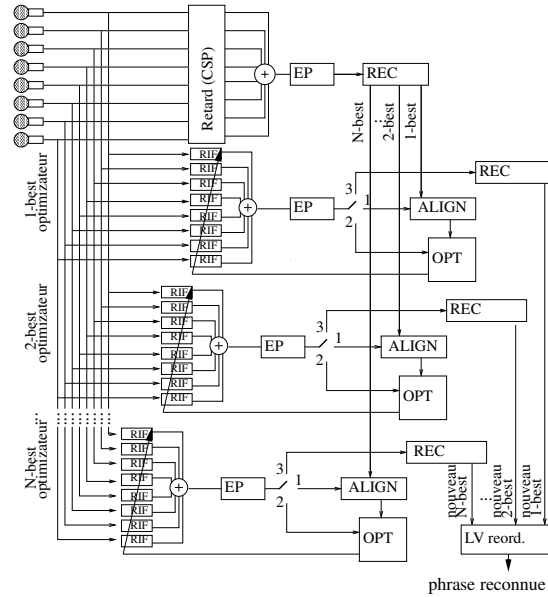 Retard (CSP)
+
EP
REC
N-best
...
2-best
1-best
1-best
optimizateur
RIF
RIF
RIF
RIF
RIF
RIF
RIF
RIF
+
EP
3
1
2
REC
ALIGN
OPT
2-best
optimizateur
RIF
RIF
RIF
RIF
RIF
RIF
RIF
RIF
+
EP
3
1
2
REC
ALIGN
OPT
...
N-best
optimizateur
RIF
RIF
RIF
RIF
RIF
RIF
RIF
RIF
+
EP
3
1
2
REC
ALIGN
OPT
nouveau
N-best
...
nouveau
2-best
nouveau
1-best
LV reord.
phrase reconnue